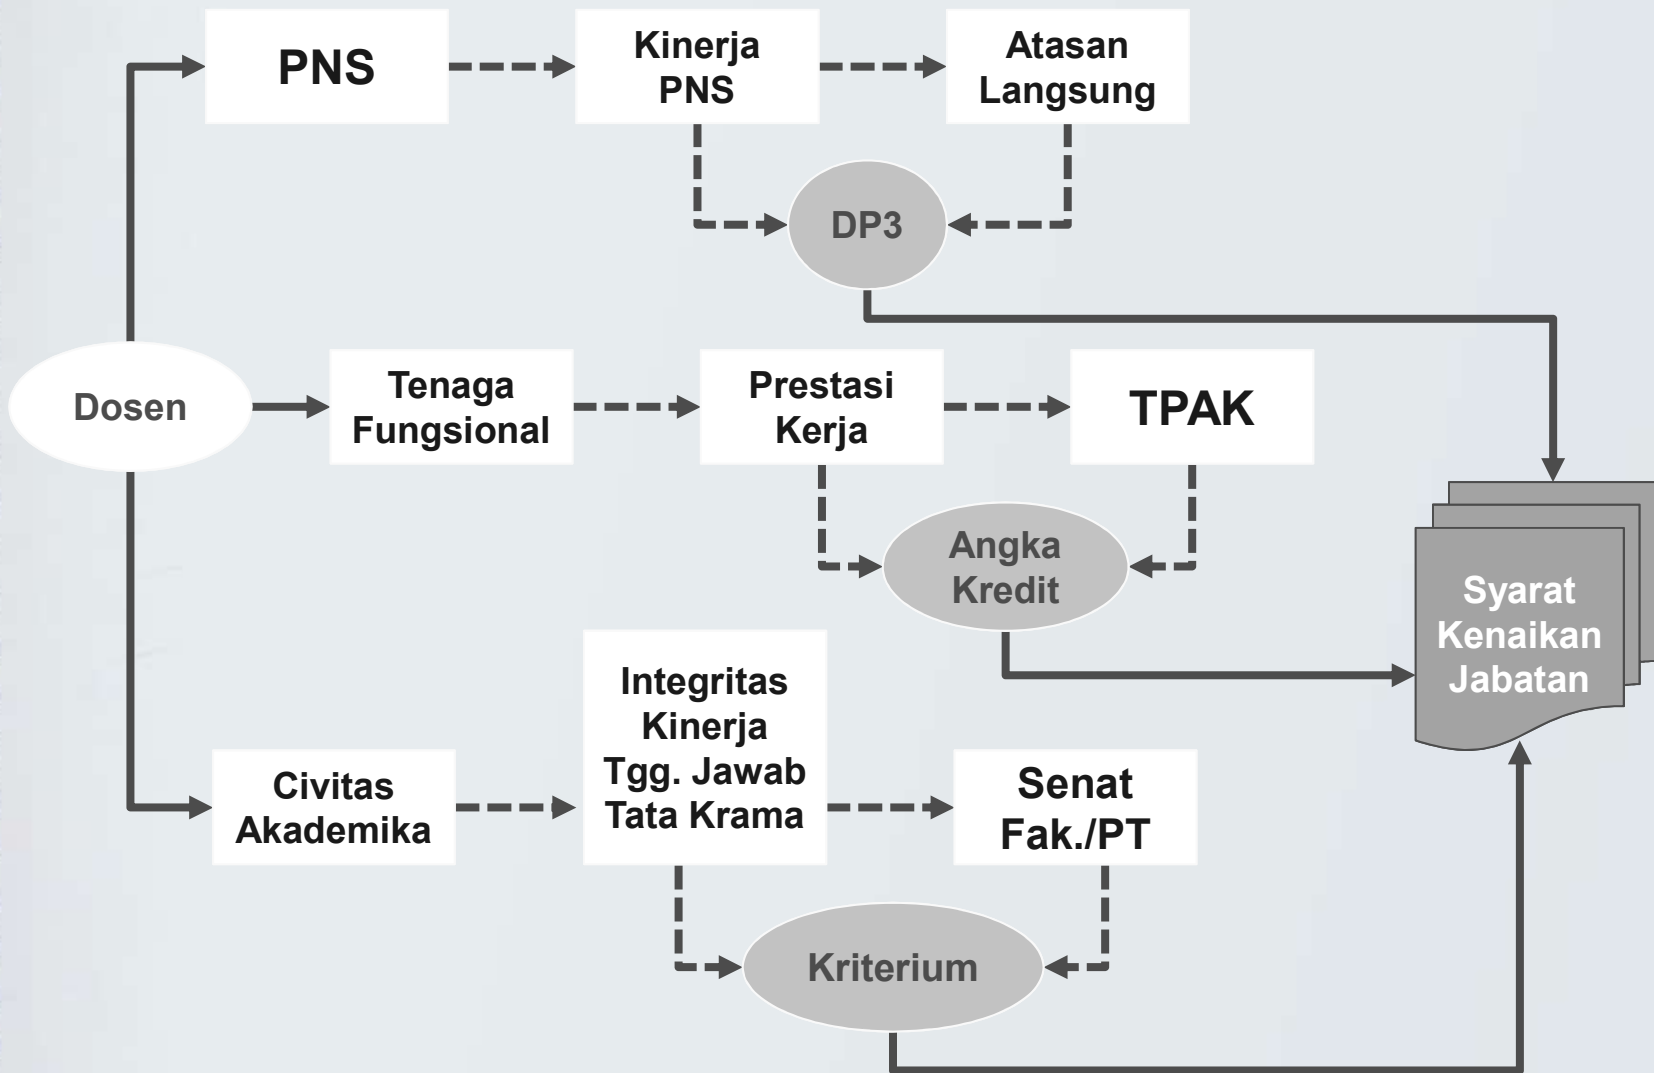 PNS
Kinerja
PNS
Atasan
Langsung
DP3
Dosen
Tenaga
Fungsional
Prestasi
Kerja
TPAK
Angka
Kredit
Syarat
Kenaikan
Jabatan
Civitas
Akademika
Integritas
Kinerja
Tgg. Jawab
Tata Krama
Senat
Fak./PT
Kriterium